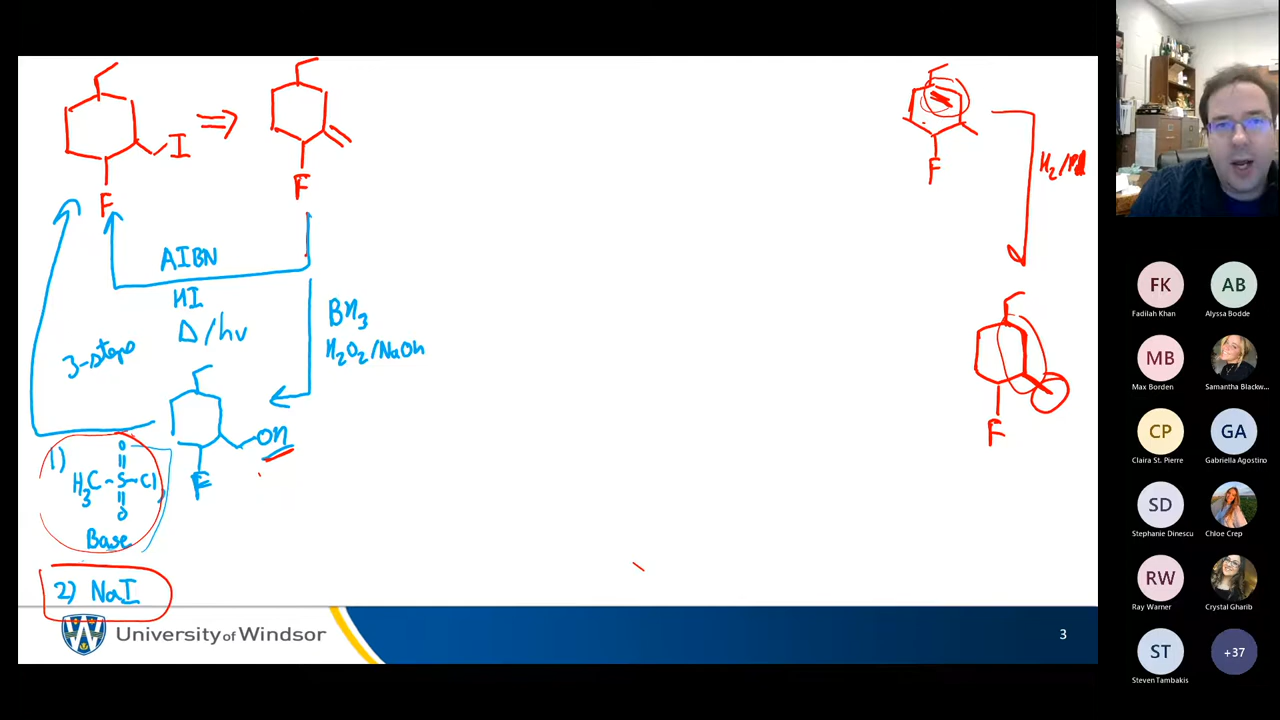 I
F
F
AIBN
HI
Δ/hν
BH3
H2O2/NaOH
3-steps
OH
F
1)
O
H3C-S-Cl
O
Base
2) NaI
F
H2/Pd
F
University of Windsor
3
FK
Fadilah Khan
AB
Alyssa Bodde
MB
Max Borden
Samantha Blackw...
CP
Claira St. Pierre
GA
Gabriella Agostino
SD
Stephanie Dinescu
Chloe Crep
RW
Ray Warner
Crystal Gharib
ST
Steven Tambakis
+37